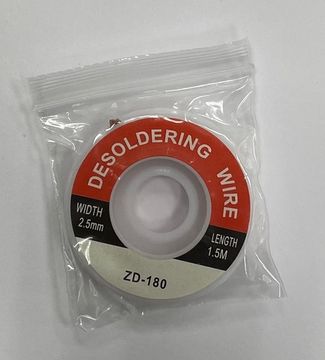 DESOLDERING WIRE
WIDTH
2.5mm
LENGTH
1.5M
ZD-180